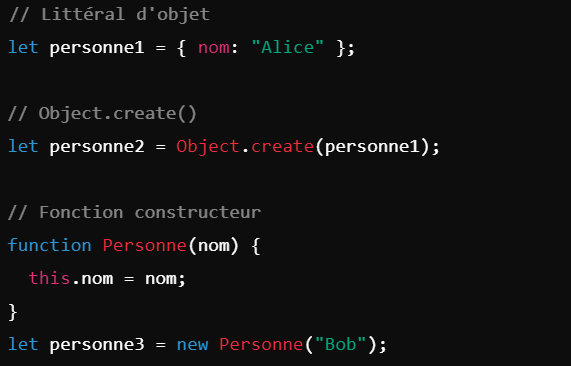 // Littéral d'objet
let personne1 = { nom: "Alice" };
// Object.create()
let personne2 = Object.create(personne1);
// Fonction constructeur
function Personne(nom) {
  this.nom = nom;
}
let personne3 = new Personne("Bob");